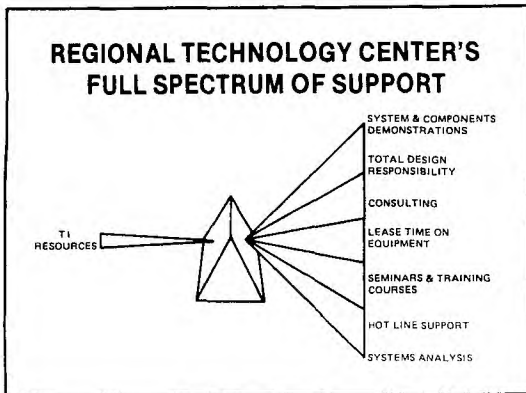 REGIONAL TECHNOLOGY CENTER'S
FULL SPECTRUM OF SUPPORT
TI
RESOURCES
SYSTEM & COMPONENTS
DEMONSTRATIONS
TOTAL DESIGN
RESPONSIBILITY
CONSULTING
LEASE TIME ON
EQUIPMENT
SEMINARS & TRAINING
COURSES
HOT LINE SUPPORT
SYSTEMS ANALYSIS